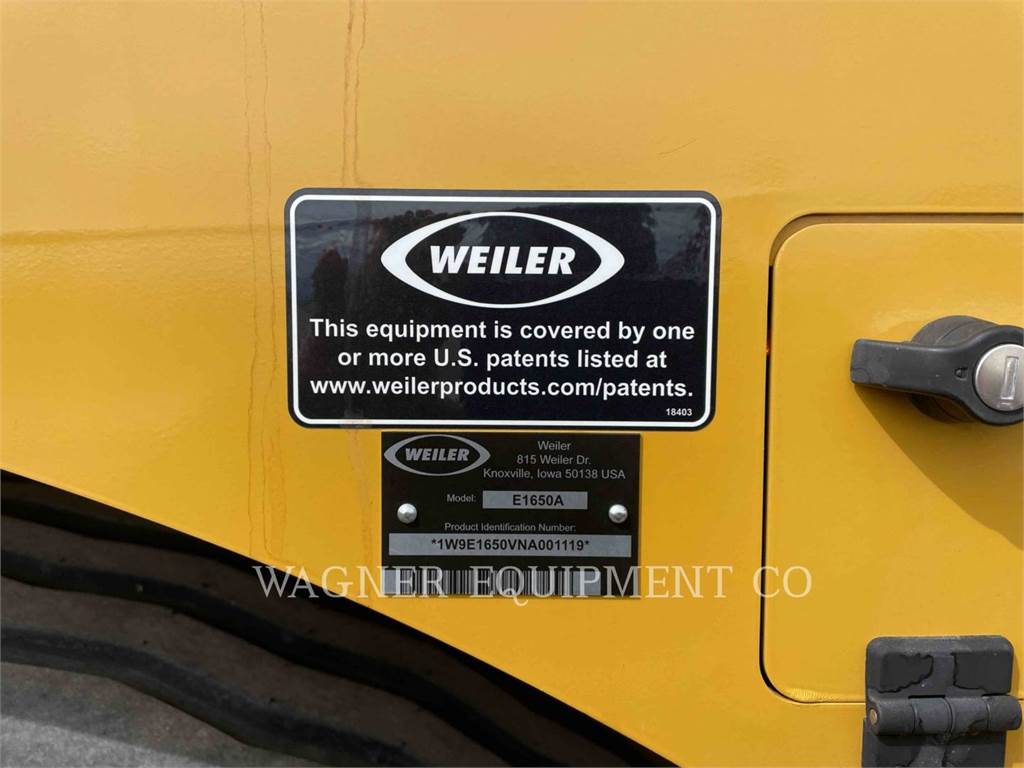 WEILER
This equipment is covered by one
or more U.S. patents listed at
www.weilerproducts.com/patents.
18403
WEILER
Weiler
815 Weiler Dr.
Knoxville, Iowa 50138 USA
Model: E1650A
Product Identification Number:
*1W9E1650VNA001119*
WAGNER EQUIPMENT CO